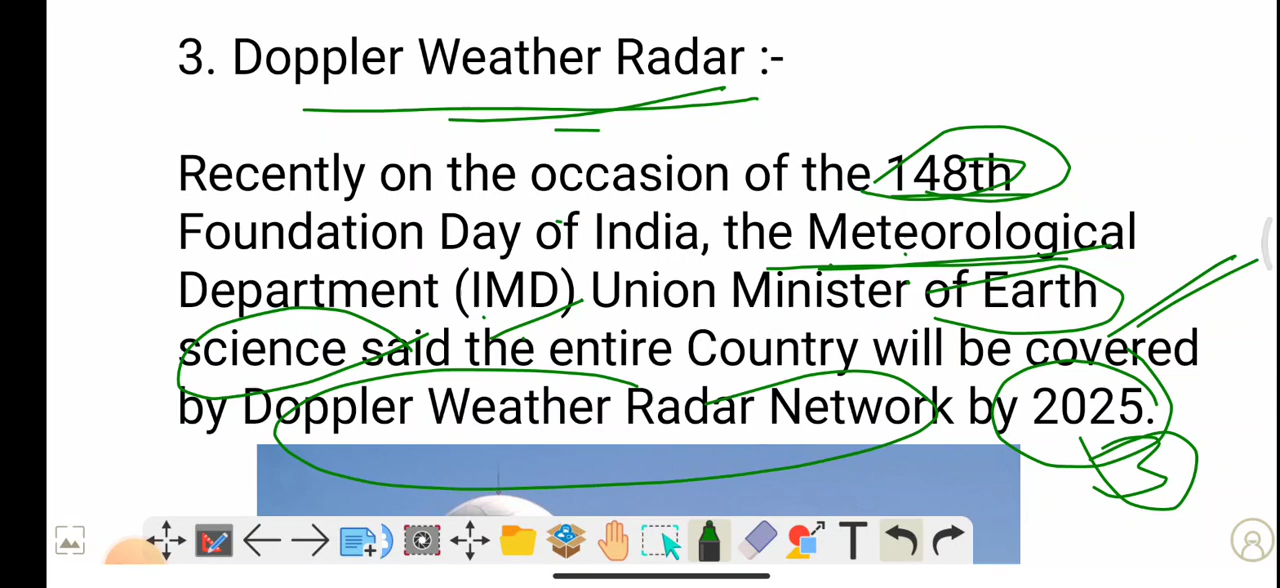 3. Doppler Weather Radar :-
Recently on the occasion of the 148th
Foundation Day of India, the Meteorological
Department (IMD) Union Minister of Earth
science said the entire Country will be covered
by Doppler Weather Radar Network by 2025.
3
T